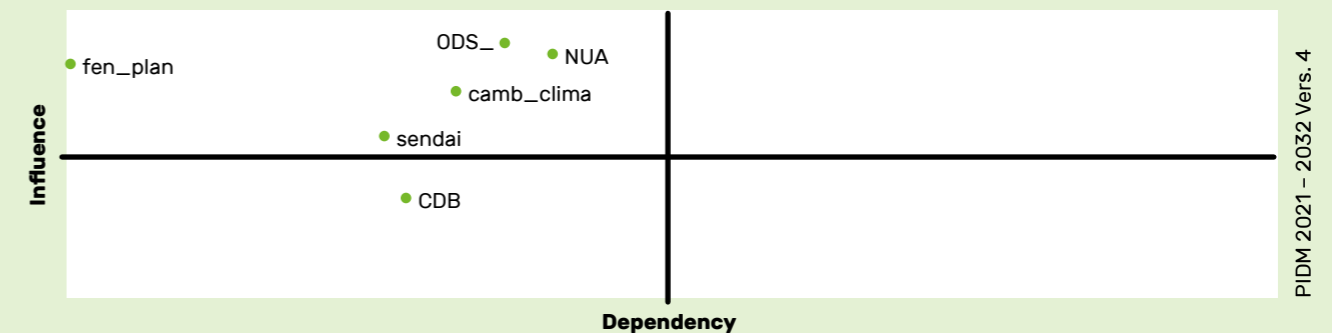 ODS_
NUA
fen_plan
camb_clima
sendai
CDB
Influence
Dependency
PIDM 2021 – 2032 Vers. 4